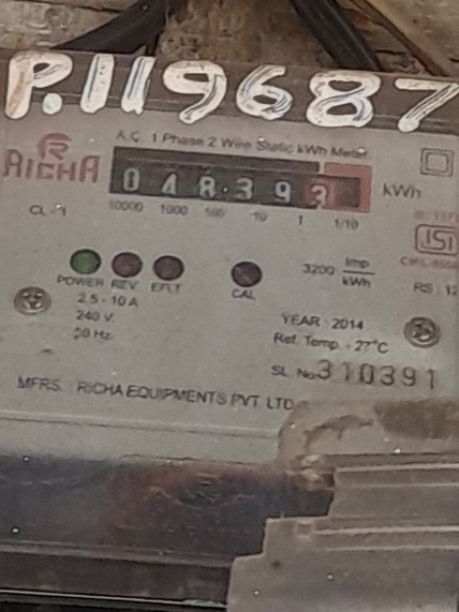 P.119687
A.C. 1 Phase 2 Wire Static kWh Meter
RICHA
048.393 kWh
CL-1
10000 1000 100 10 1 1/10
ISI
3200 Imp/kWh
POWER REV EFLT CAL
2.5-10 A
240 V.
50 Hz
YEAR : 2014
Ref. Temp. : 27°C
SL. No 310391
MFRS. : RICHA EQUIPMENTS PVT. LTD.